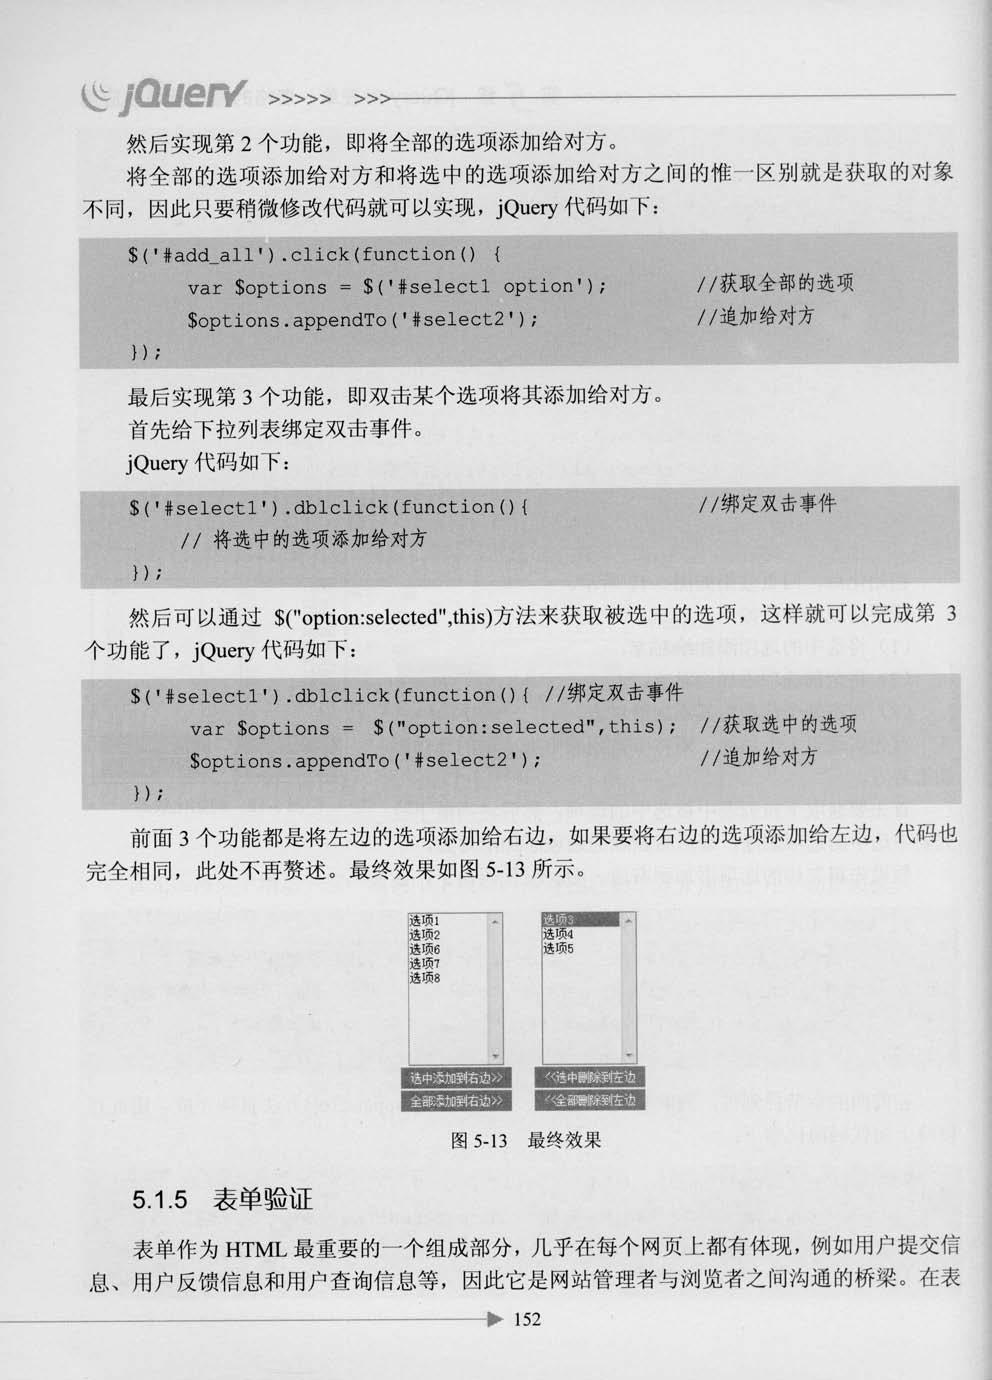 jQuery >>>>> >>>
然后实现第 2 个功能，即将全部的选项添加给对方。
将全部的选项添加给对方和将选中的选项添加给对方之间的惟一区别就是获取的对象
不同，因此只要稍微修改代码就可以实现，jQuery 代码如下：
$('#add_all').click(function() {
var $options = $('#select1 option'); //获取全部的选项
$options.appendTo('#select2'); //追加给对方
});
最后实现第 3 个功能，即双击某个选项将其添加给对方。
首先给下拉列表绑定双击事件。
jQuery 代码如下：
$('#select1').dblclick(function(){ //绑定双击事件
// 将选中的选项添加给对方
});
然后可以通过 $("option:selected",this)方法来获取被选中的选项，这样就可以完成第 3
个功能了，jQuery 代码如下：
$('#select1').dblclick(function(){ //绑定双击事件
var $options = $("option:selected",this); //获取选中的选项
$options.appendTo('#select2'); //追加给对方
});
前面 3 个功能都是将左边的选项添加给右边，如果要将右边的选项添加给左边，代码也
完全相同，此处不再赘述。最终效果如图 5-13 所示。
选项1
选项2
选项6
选项7
选项8
选项3
选项4
选项5
选中添加到右边>>
全部添加到右边>>
<<选中删除到左边
<<全部删除到左边
图 5-13 最终效果
5.1.5 表单验证
表单作为 HTML 最重要的一个组成部分，几乎在每个网页上都有体现，例如用户提交信
息、用户反馈信息和用户查询信息等，因此它是网站管理者与浏览者之间沟通的桥梁。在表
152